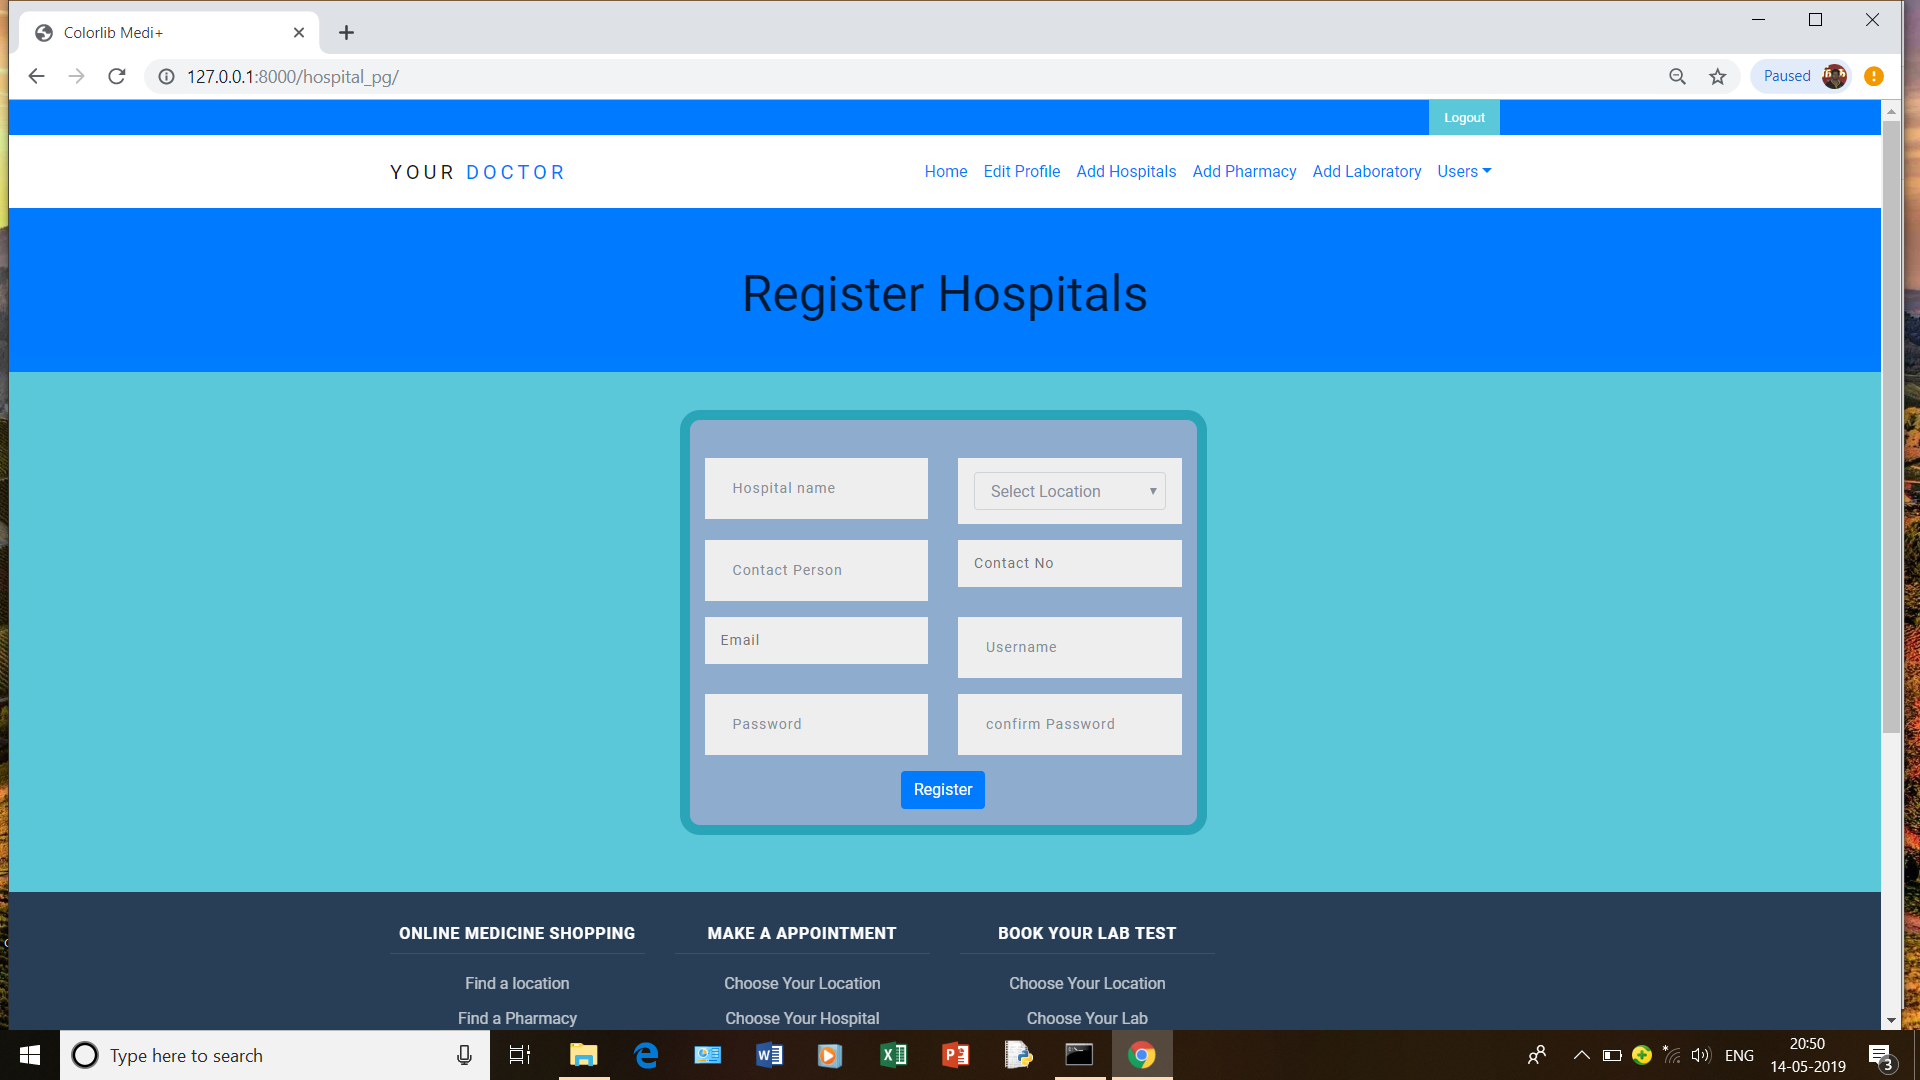 Colorlib Medi+
127.0.0.1:8000/hospital_pg/
Paused
Logout
YOUR DOCTOR
Home Edit Profile Add Hospitals Add Pharmacy Add Laboratory Users
Register Hospitals
Hospital name
Select Location
Contact Person
Contact No
Email
Username
Password
confirm Password
Register
ONLINE MEDICINE SHOPPING MAKE A APPOINTMENT BOOK YOUR LAB TEST
Find a location Choose Your Location Choose Your Location
Find a Pharmacy Choose Your Hospital Choose Your Lab
Type here to search
ENG
20:50
14-05-2019
3